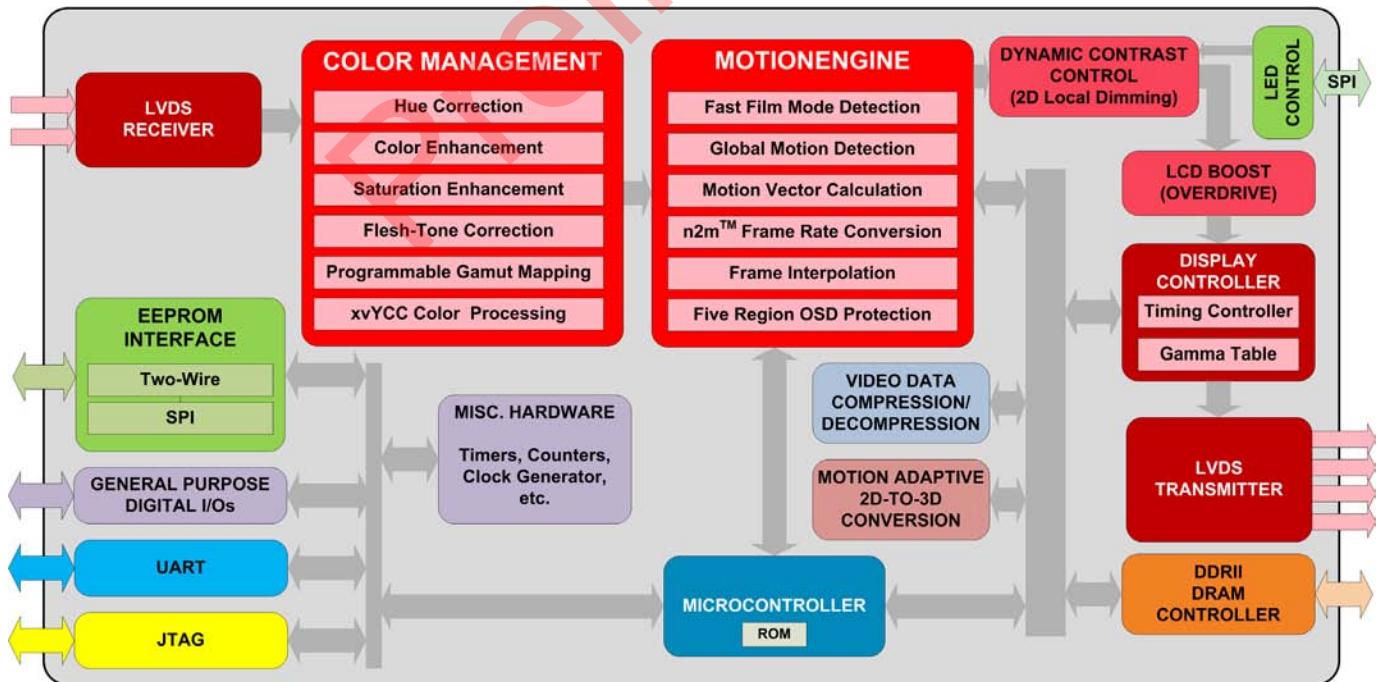 LVDS
RECEIVER
COLOR MANAGEMENT
Hue Correction
Color Enhancement
Saturation Enhancement
Flesh-Tone Correction
Programmable Gamut Mapping
xvYCC Color Processing
MOTIONENGINE
Fast Film Mode Detection
Global Motion Detection
Motion Vector Calculation
n2m™ Frame Rate Conversion
Frame Interpolation
Five Region OSD Protection
DYNAMIC CONTRAST
CONTROL
(2D Local Dimming)
LED
CONTROL
SPI
LCD BOOST
(OVERDRIVE)
DISPLAY
CONTROLLER
Timing Controller
Gamma Table
EEPROM
INTERFACE
Two-Wire
SPI
GENERAL PURPOSE
DIGITAL I/Os
UART
JTAG
MISC. HARDWARE
Timers, Counters,
Clock Generator,
etc.
VIDEO DATA
COMPRESSION/
DECOMPRESSION
MOTION ADAPTIVE
2D-TO-3D
CONVERSION
MICROCONTROLLER
ROM
LVDS
TRANSMITTER
DDRII
DRAM
CONTROLLER